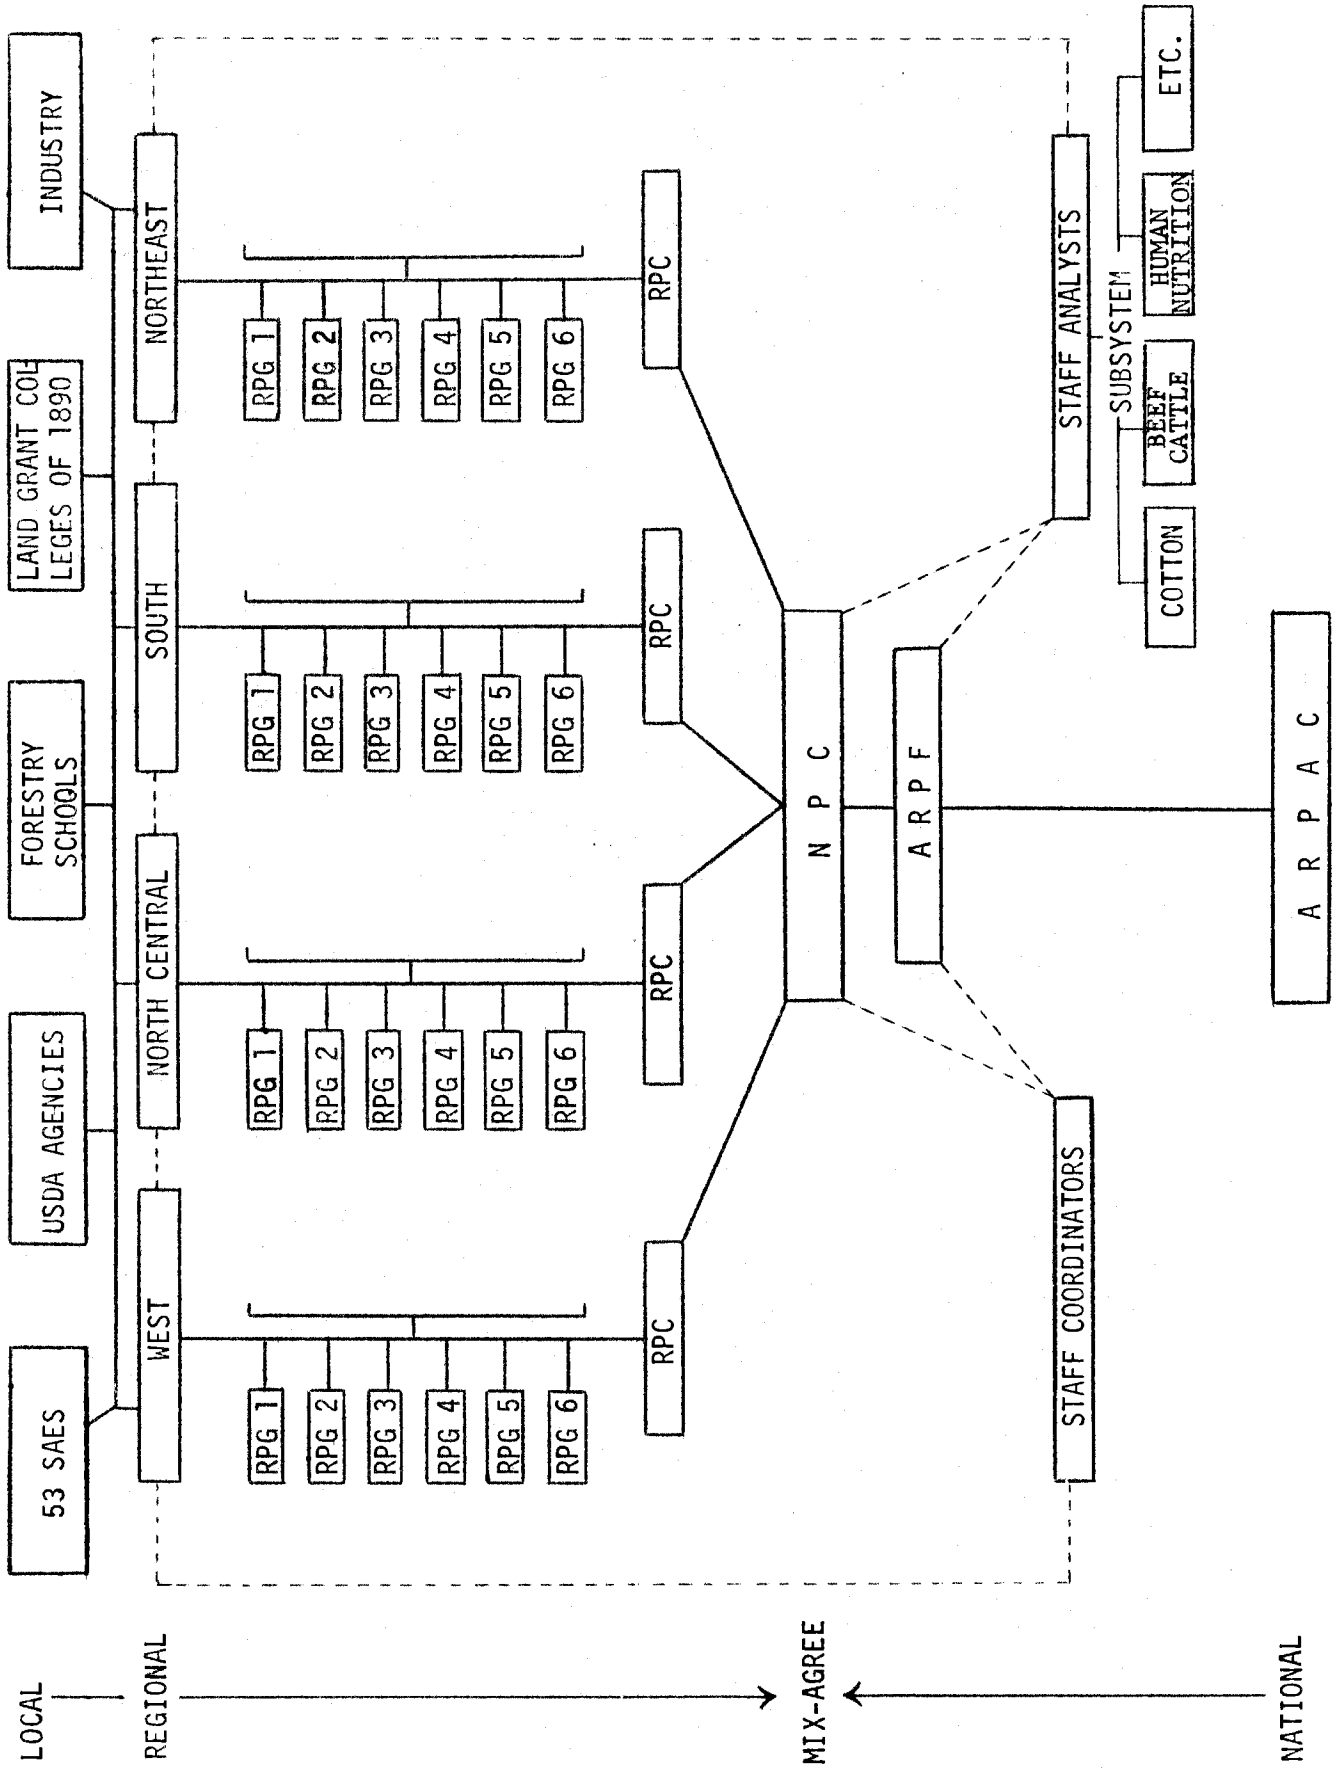 LOCAL
53 SAES
USDA AGENCIES
FORESTRY
SCHOOLS
LAND GRANT COL-
LEGES OF 1890
INDUSTRY
REGIONAL
WEST
NORTH CENTRAL
SOUTH
NORTHEAST
RPG 1
RPG 2
RPG 3
RPG 4
RPG 5
RPG 6
RPG 1
RPG 2
RPG 3
RPG 4
RPG 5
RPG 6
RPG 1
RPG 2
RPG 3
RPG 4
RPG 5
RPG 6
RPG 1
RPG 2
RPG 3
RPG 4
RPG 5
RPG 6
RPC
RPC
RPC
RPC
MIX-AGREE
N P C
A R P F
STAFF COORDINATORS
STAFF ANALYSTS
SUBSYSTEM
COTTON
BEEF
CATTLE
HUMAN
NUTRITION
ETC.
NATIONAL
A R P A C